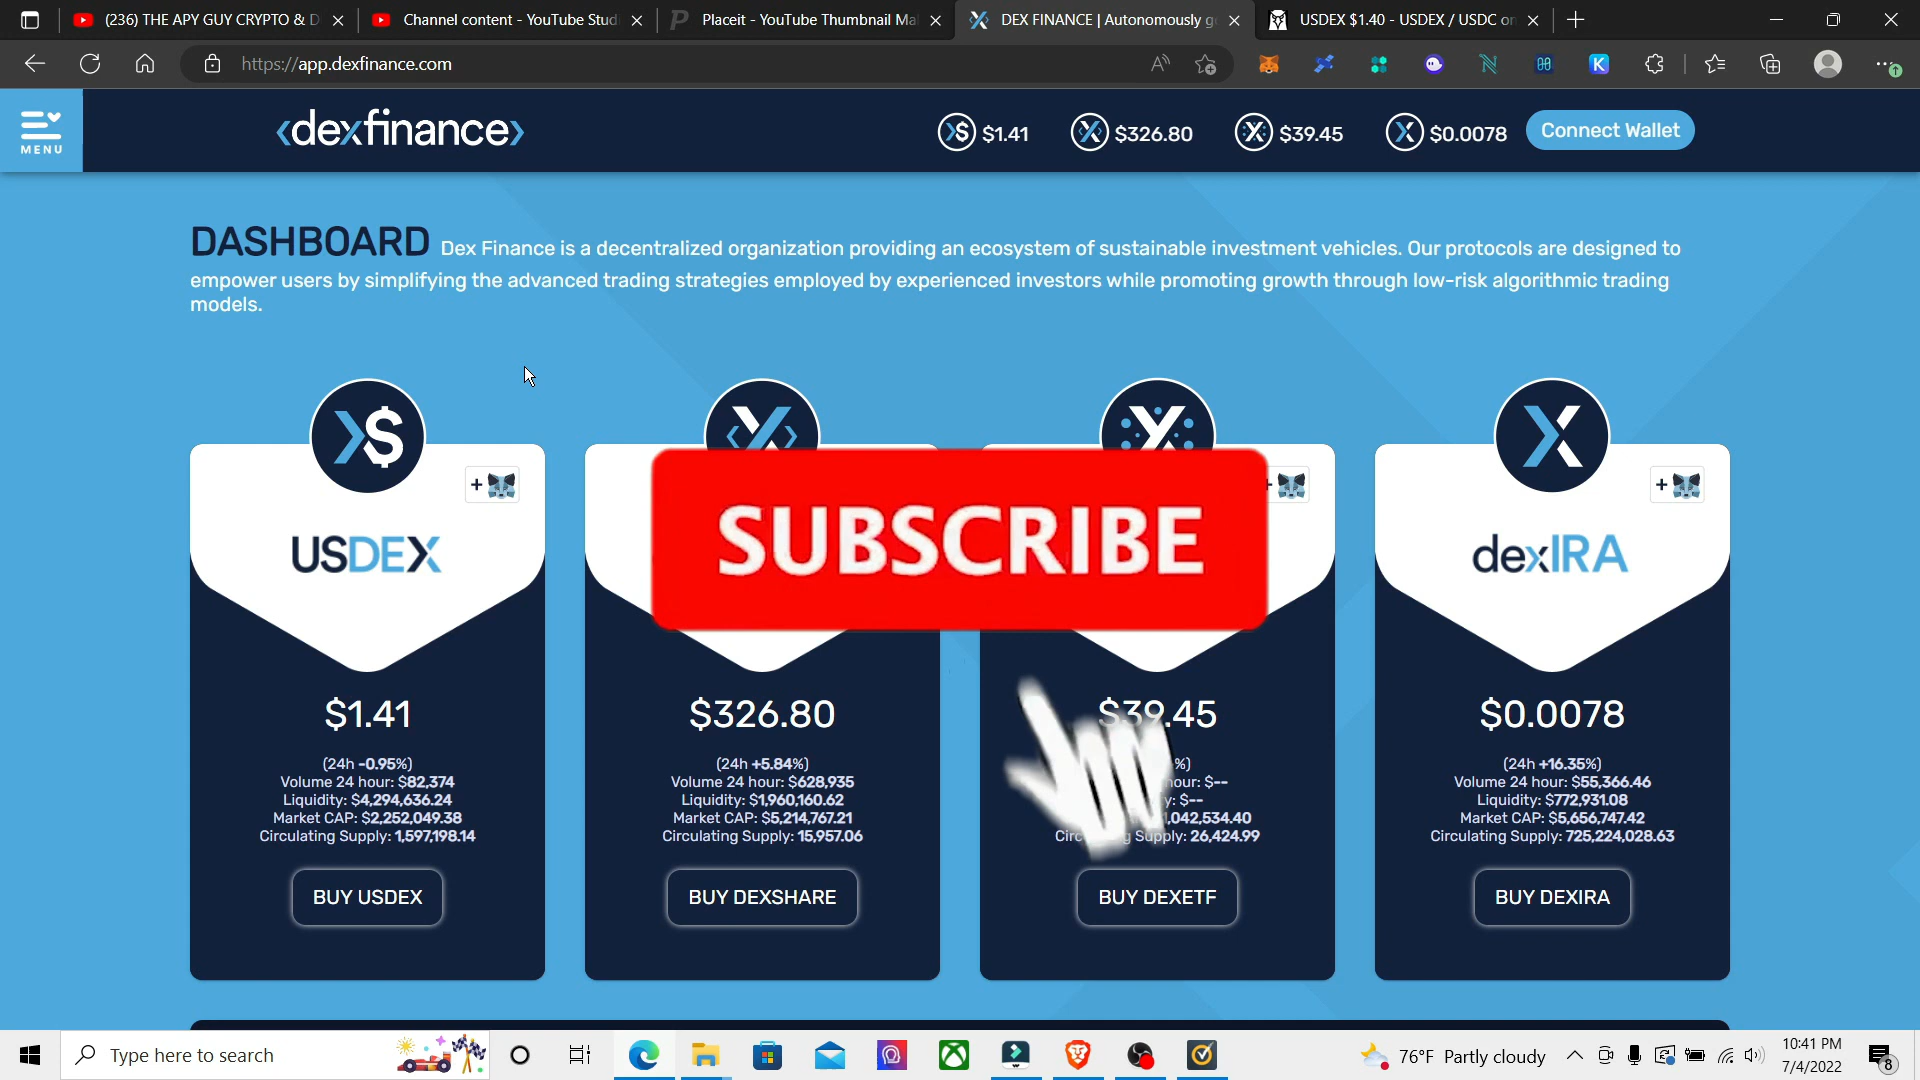 (236) THE APY GUY CRYPTO & D
Channel content - YouTube Stud
Placeit - YouTube Thumbnail Ma
DEX FINANCE | Autonomously g
USDEX $1.40 - USDEX / USDC on
https://app.dexfinance.com
MENU
‹dexfinance›
$1.41
$326.80
$39.45
$0.0078
Connect Wallet
DASHBOARD Dex Finance is a decentralized organization providing an ecosystem of sustainable investment vehicles. Our protocols are designed to
empower users by simplifying the advanced trading strategies employed by experienced investors while promoting growth through low-risk algorithmic trading
models.
USDEX
$1.41
(24h -0.95%)
Volume 24 hour: $82,374
Liquidity: $4,294,636.24
Market CAP: $2,252,049.38
Circulating Supply: 1,597,198.14
BUY USDEX
SUBSCRIBE
$326.80
(24h +5.84%)
Volume 24 hour: $628,935
Liquidity: $1,960,160.62
Market CAP: $5,214,767.21
Circulating Supply: 15,957.06
BUY DEXSHARE
$39.45
%)
hour: $--
y: $--
,042,534.40
Supply: 26,424.99
BUY DEXETF
dexIRA
$0.0078
(24h +16.35%)
Volume 24 hour: $55,366.46
Liquidity: $772,931.08
Market CAP: $5,656,747.42
Circulating Supply: 725,224,028.63
BUY DEXIRA
Type here to search
76°F Partly cloudy
10:41 PM
7/4/2022
8